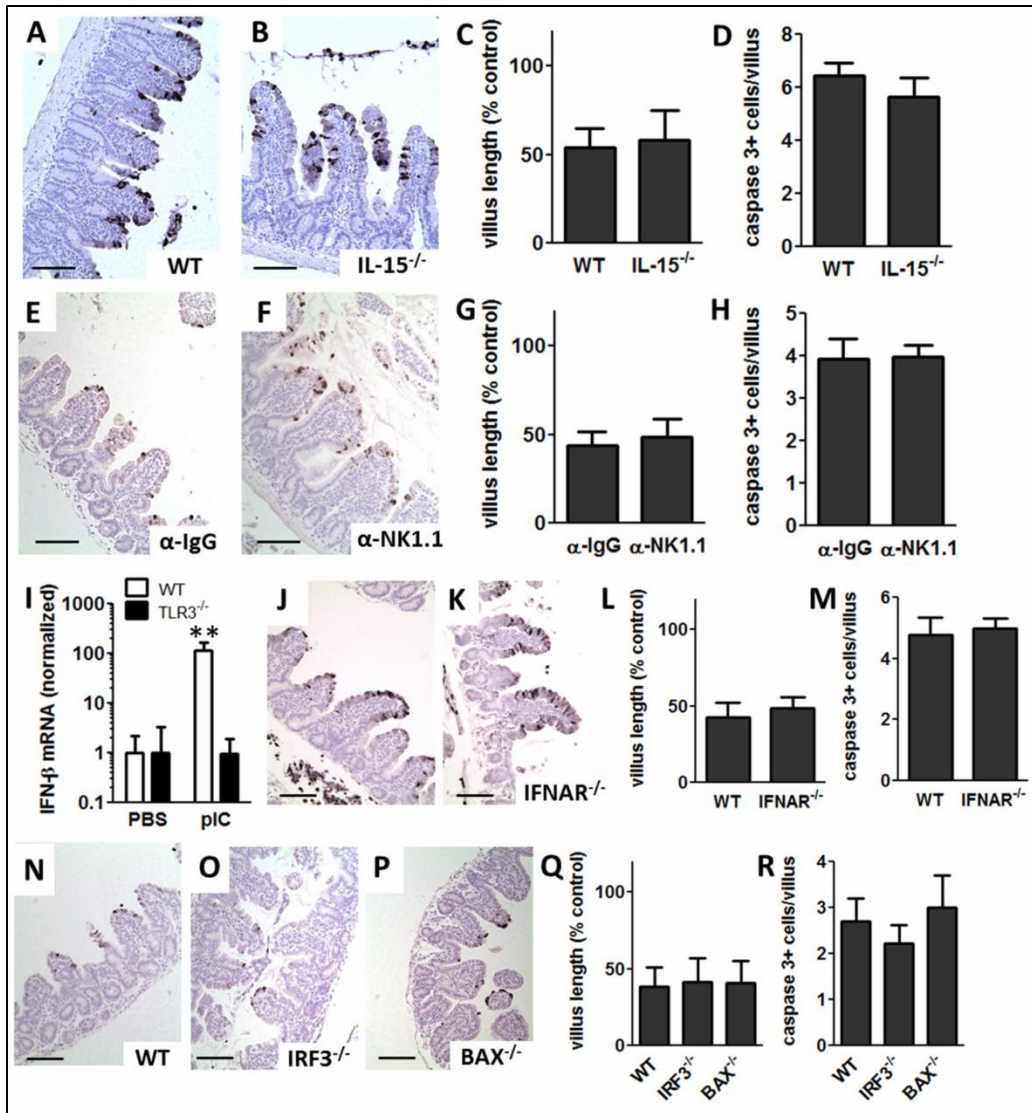 A
WT
B
IL-15-/-
C
villus length (% control)
100
50
0
WT IL-15-/-
D
caspase 3+ cells/villus
8
6
4
2
0
WT IL-15-/-
E
α-IgG
F
α-NK1.1
G
villus length (% control)
100
50
0
α-IgG α-NK1.1
H
caspase 3+ cells/villus
5
4
3
2
1
0
α-IgG α-NK1.1
I
WT
TLR3-/-
IFN-β mRNA (normalized)
1000
100
10
1
0.1
**
PBS pIC
J
K
IFNAR-/-
L
villus length (% control)
100
50
0
WT IFNAR-/-
M
caspase 3+ cells/villus
8
6
4
2
0
WT IFNAR-/-
N
WT
O
IRF3-/-
P
BAX-/-
Q
villus length (% control)
100
50
0
WT IRF3-/- BAX-/-
R
caspase 3+ cells/villus
4
3
2
1
0
WT IRF3-/- BAX-/-